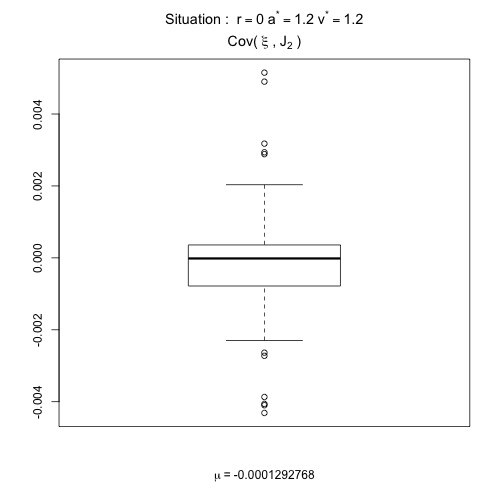 Situation : r = 0 a* = 1.2 v* = 1.2
Cov( ξ , J₂ )
0.004
0.002
0.000
-0.002
-0.004
μ = -0.0001292768